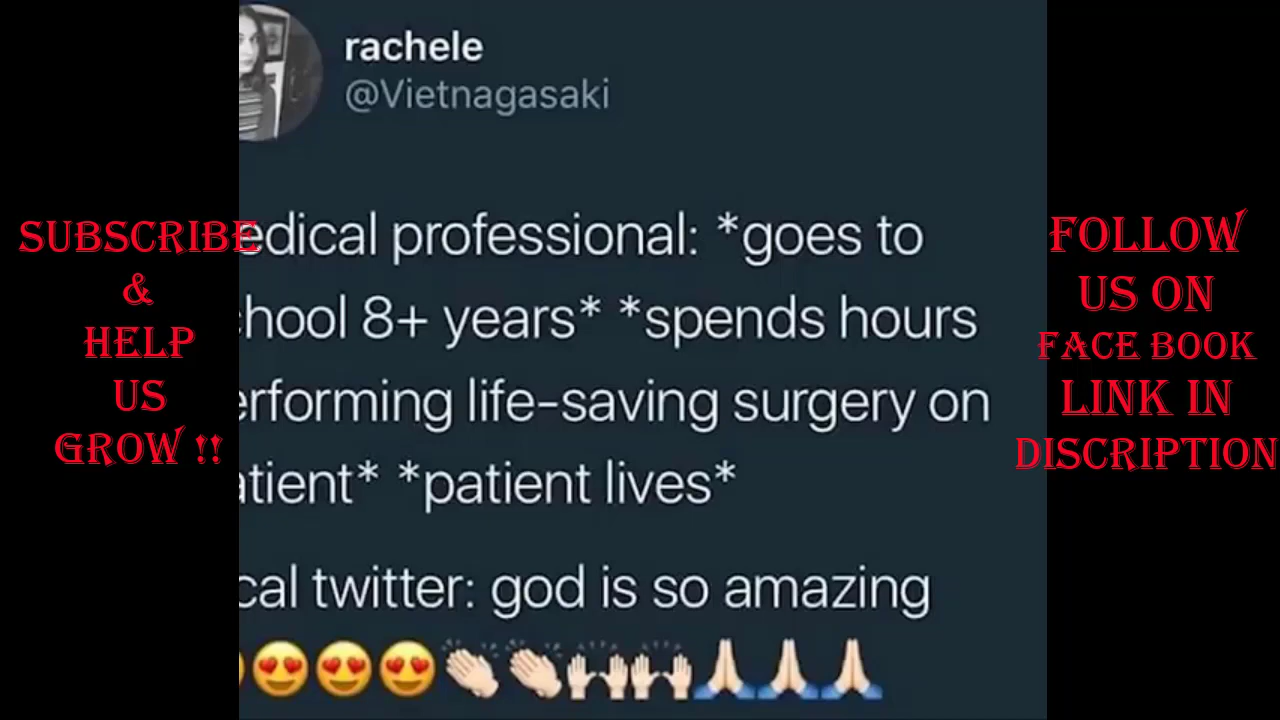 rachele
@Vietnagasaki
edical professional: *goes to
hool 8+ years* *spends hours
erforming life-saving surgery on
atient* *patient lives*
cal twitter: god is so amazing
😍😍😍👏🏻👏🏻🙌🏻🙌🏻🙏🏻🙏🏻🙏🏻
SUBSCRIBE
&
HELP
US
GROW !!
FOLLOW
US ON
FACE BOOK
LINK IN
DISCRIPTION